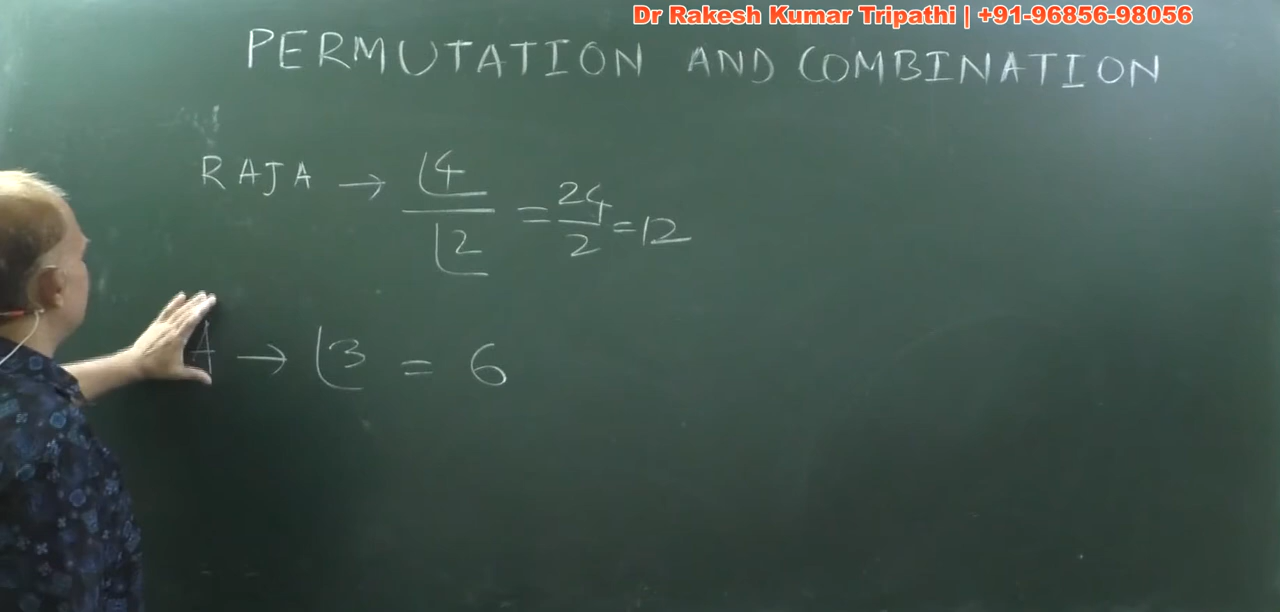 Dr Rakesh Kumar Tripathi | +91-96856-98056
PERMUTATION AND COMBINATION
RAJA → ⌊4 / ⌊2 = 24/2 = 12
A → ⌊3 = 6